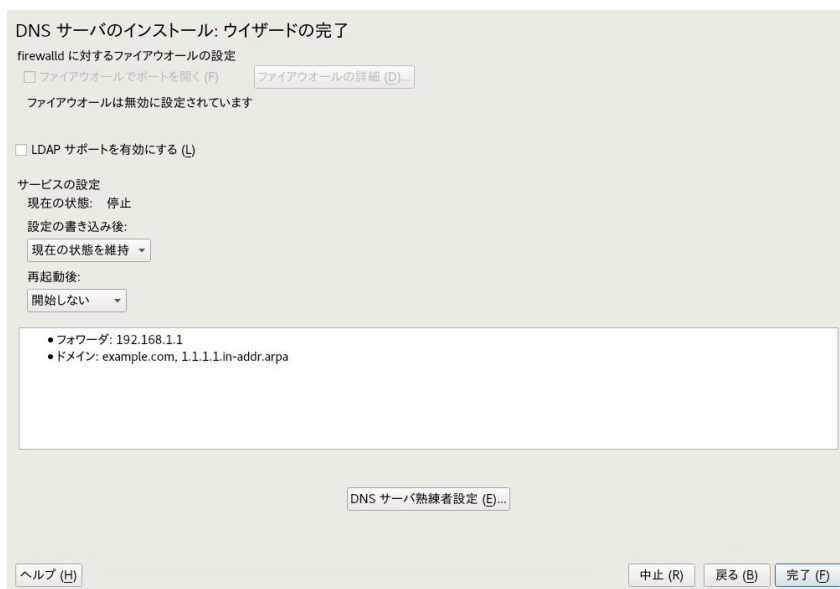 DNS サーバのインストール: ウイザードの完了
firewalld に対するファイアウオールの設定
ファイアウオールでポートを開く (F)
ファイアウオールの詳細 (D)...
ファイアウオールは無効に設定されています
LDAP サポートを有効にする (L)
サービスの設定
現在の状態: 停止
設定の書き込み後:
現在の状態を維持
再起動後:
開始しない
● フォワーダ: 192.168.1.1
● ドメイン: example.com, 1.1.1.1.in-addr.arpa
DNS サーバ熟練者設定 (E)...
ヘルプ (H)
中止 (R) 戻る (B) 完了 (F)